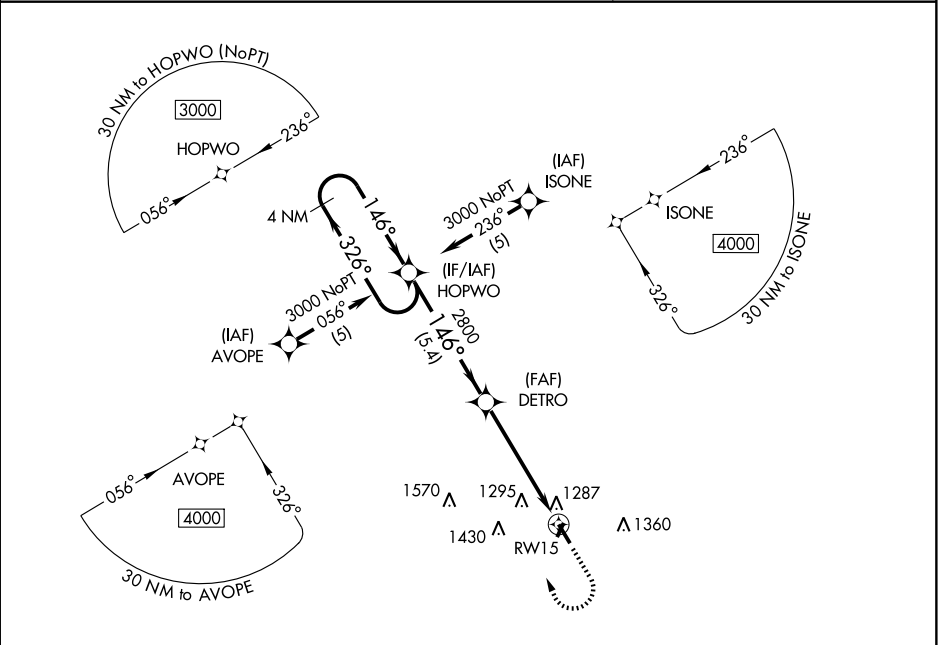 30 NM to HOPWO (NoPT)
3000
HOPWO
236°
056°
4 NM
146°
326°
(IAF)
ISONE
3000 NoPT
236°
(5)
(IF/IAF)
HOPWO
3000 NoPT
056°
(5)
(IAF)
AVOPE
2800
146°
(5.4)
(FAF)
DETRO
236°
ISONE
4000
326°
30 NM to ISONE
056°
AVOPE
4000
326°
30 NM to AVOPE
1570
1295
1287
1430
RW15
1360